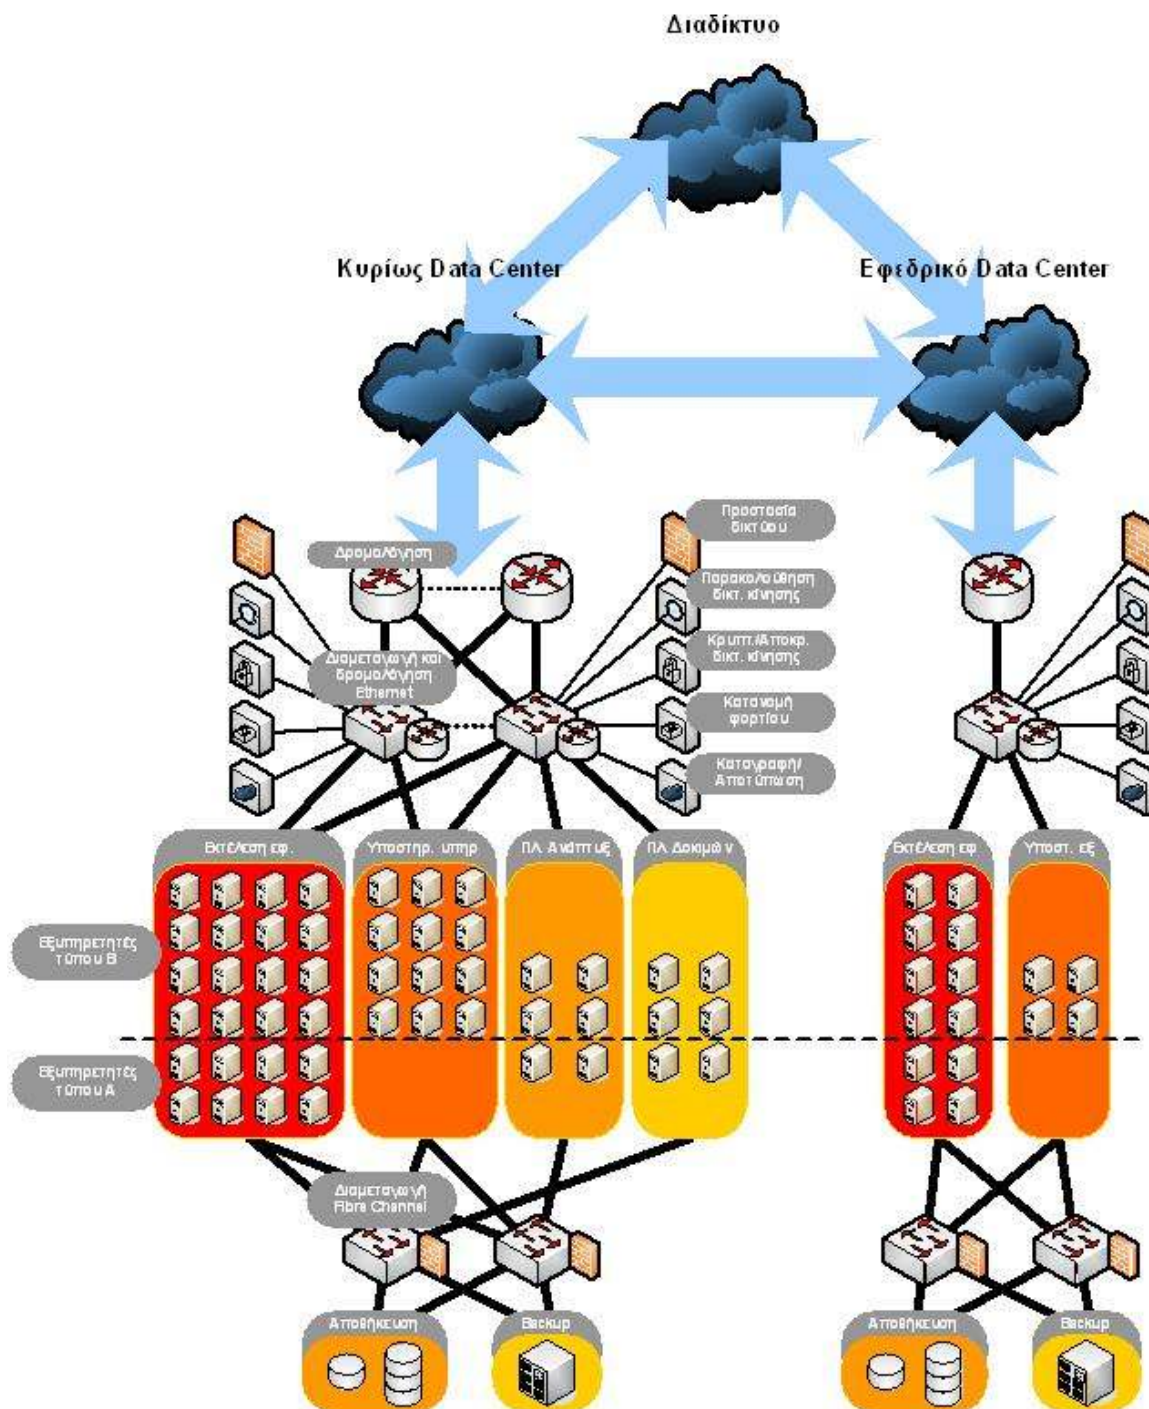 Διαδίκτυο
Κυρίως Data Center
Εφεδρικό Data Center
Προστασία
δικτύου
Δρομολόγηση
Παρακολούθηση
δικτ. κίνησης
Κρυπτ./Αποκρ.
δικτ. κίνησης
Διαμεταγωγή και
δρομολόγηση
Ethernet
Κατανομή
φορτίου
Καταγραφή/
Αποτύπωση
Εκτέλεση εφ.
Υποστηρ. υπηρ
Πλ. Ανάπτυξ
Πλ. Δοκιμών
Εκτέλεση εφ
Υποστ. εξ
Εξυπηρετητές
τύπου Β
Εξυπηρετητές
τύπου Α
Διαμεταγωγή
Fibre Channel
Αποθήκευση
Backup
Αποθήκευση
Backup